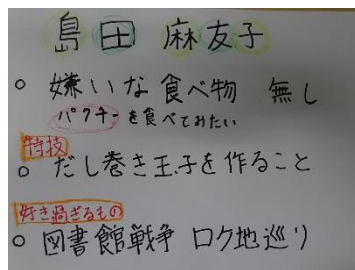 島田 麻友子
○ 嫌いな食べ物 無し
パクチーを食べてみたい
特技
○ だし巻き玉子を作ること
好き過ぎるもの
○ 図書館戦争 ロケ地巡り